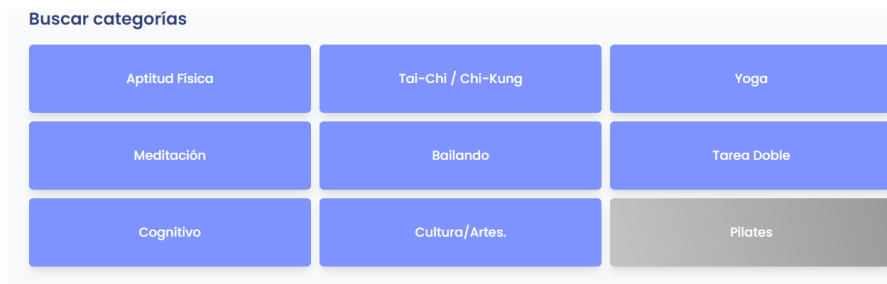 Buscar categorías
Aptitud Física
Tai-Chi / Chi-Kung
Yoga
Meditación
Bailando
Tarea Doble
Cognitivo
Cultura/Artes.
Pilates